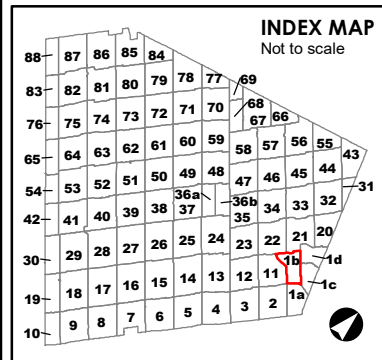 INDEX MAP
Not to scale
88 87 86 85 84
83 82 81 80 79 78 77 69
76 75 74 73 72 71 70 68
67 66
65 64 63 62 61 60 59 58 57 56 55 43
54 53 52 51 50 49 48 47 46 45 44 31
36a 36b
42 41 40 39 38 37 35 34 33 32
30 29 28 27 26 25 24 23 22 21 20
1b 1d
19 18 17 16 15 14 13 12 11 1c
10 9 8 7 6 5 4 3 2 1a